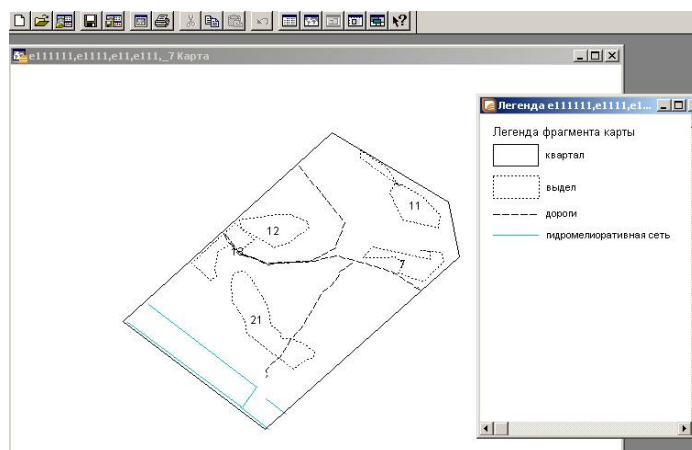 e111111,e1111,e11,e111,_7 Карта
Легенда e111111,e1111,e1...
Легенда фрагмента карты
квартал
выдел
дороги
гидромелиоративная сеть
11
12
7
21